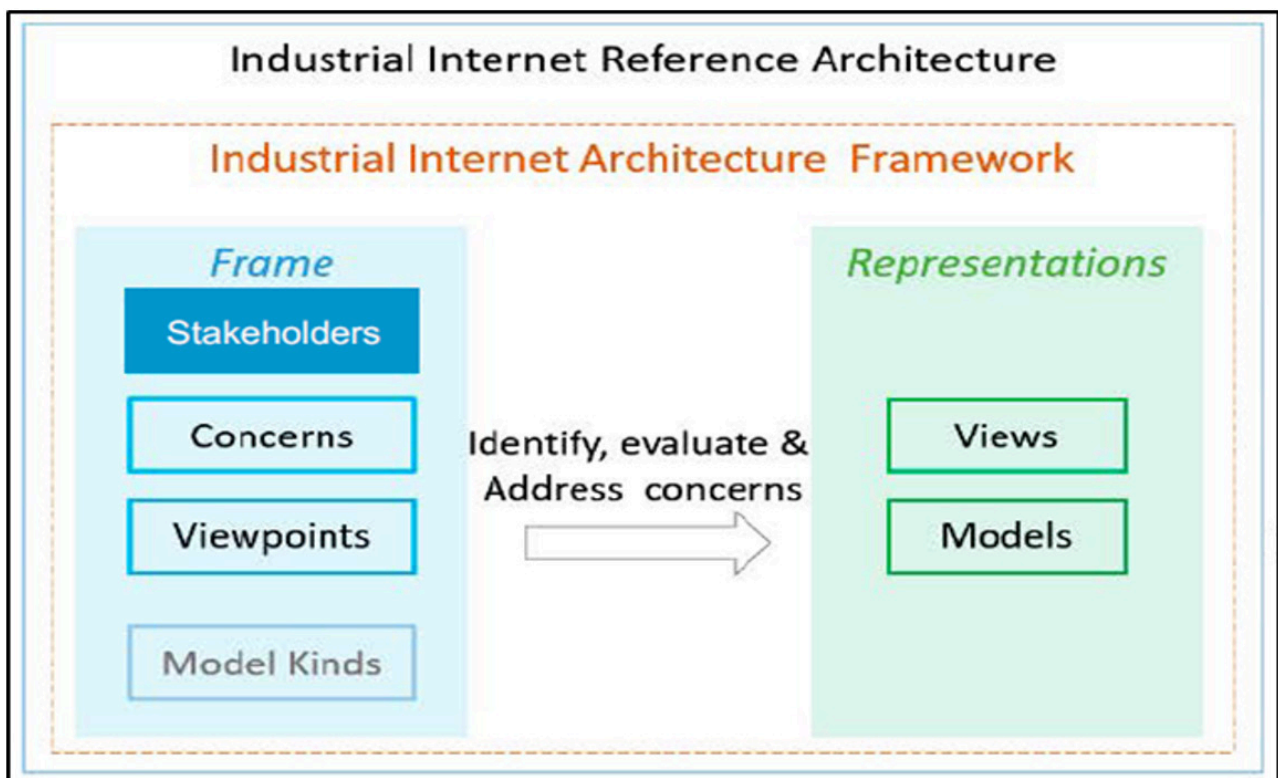 Industrial Internet Reference Architecture
Industrial Internet Architecture Framework
Frame
Stakeholders
Concerns
Viewpoints
Model Kinds
Identify, evaluate &
Address concerns
Representations
Views
Models